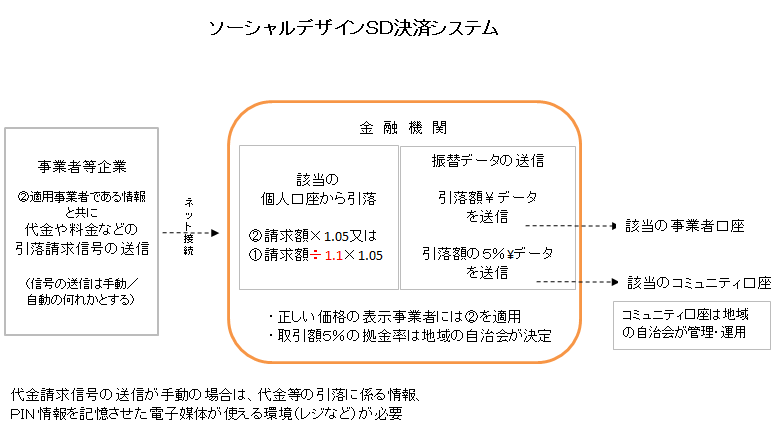 ソーシャルデザインSD決済システム
金 融 機 関
事業者等企業
②適用事業者である情報
と共に
代金や料金などの
引落請求信号の送信
（信号の送信は手動／
自動の何れかとする）
ネット接続
該当の
個人口座から引落
②請求額×1.05又は
①請求額÷1.1×1.05
振替データの送信
引落額￥データ
を送信
引落額の５％¥データ
を送信
該当の事業者口座
該当のコミュニティ口座
コミュニティ口座は地域
の自治会が管理・運用
・正しい価格の表示事業者には②を適用
・取引額５％の拠金率は地域の自治会が決定
代金請求信号の送信が手動の場合は、代金等の引落に係る情報、
PIN情報を記憶させた電子媒体が使える環境（レジなど）が必要